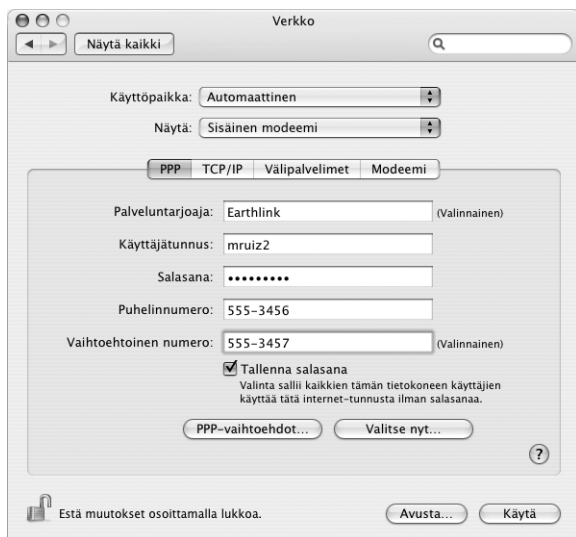 Verkko
Näytä kaikki
Käyttöpaikka: Automaattinen
Näytä: Sisäinen modeemi
PPP TCP/IP Välipalvelimet Modeemi
Palveluntarjoaja: Earthlink (Valinnainen)
Käyttäjätunnus: mruiz2
Salasana: •••••••••
Puhelinnumero: 555-3456
Vaihtoehtoinen numero: 555-3457 (Valinnainen)
Tallenna salasana
Valinta sallii kaikkien tämän tietokoneen käyttäjien
käyttää tätä internet-tunnusta ilman salasanaa.
PPP-vaihtoehdot... Valitse nyt...
?
Estä muutokset osoittamalla lukkoa. Avusta... Käytä